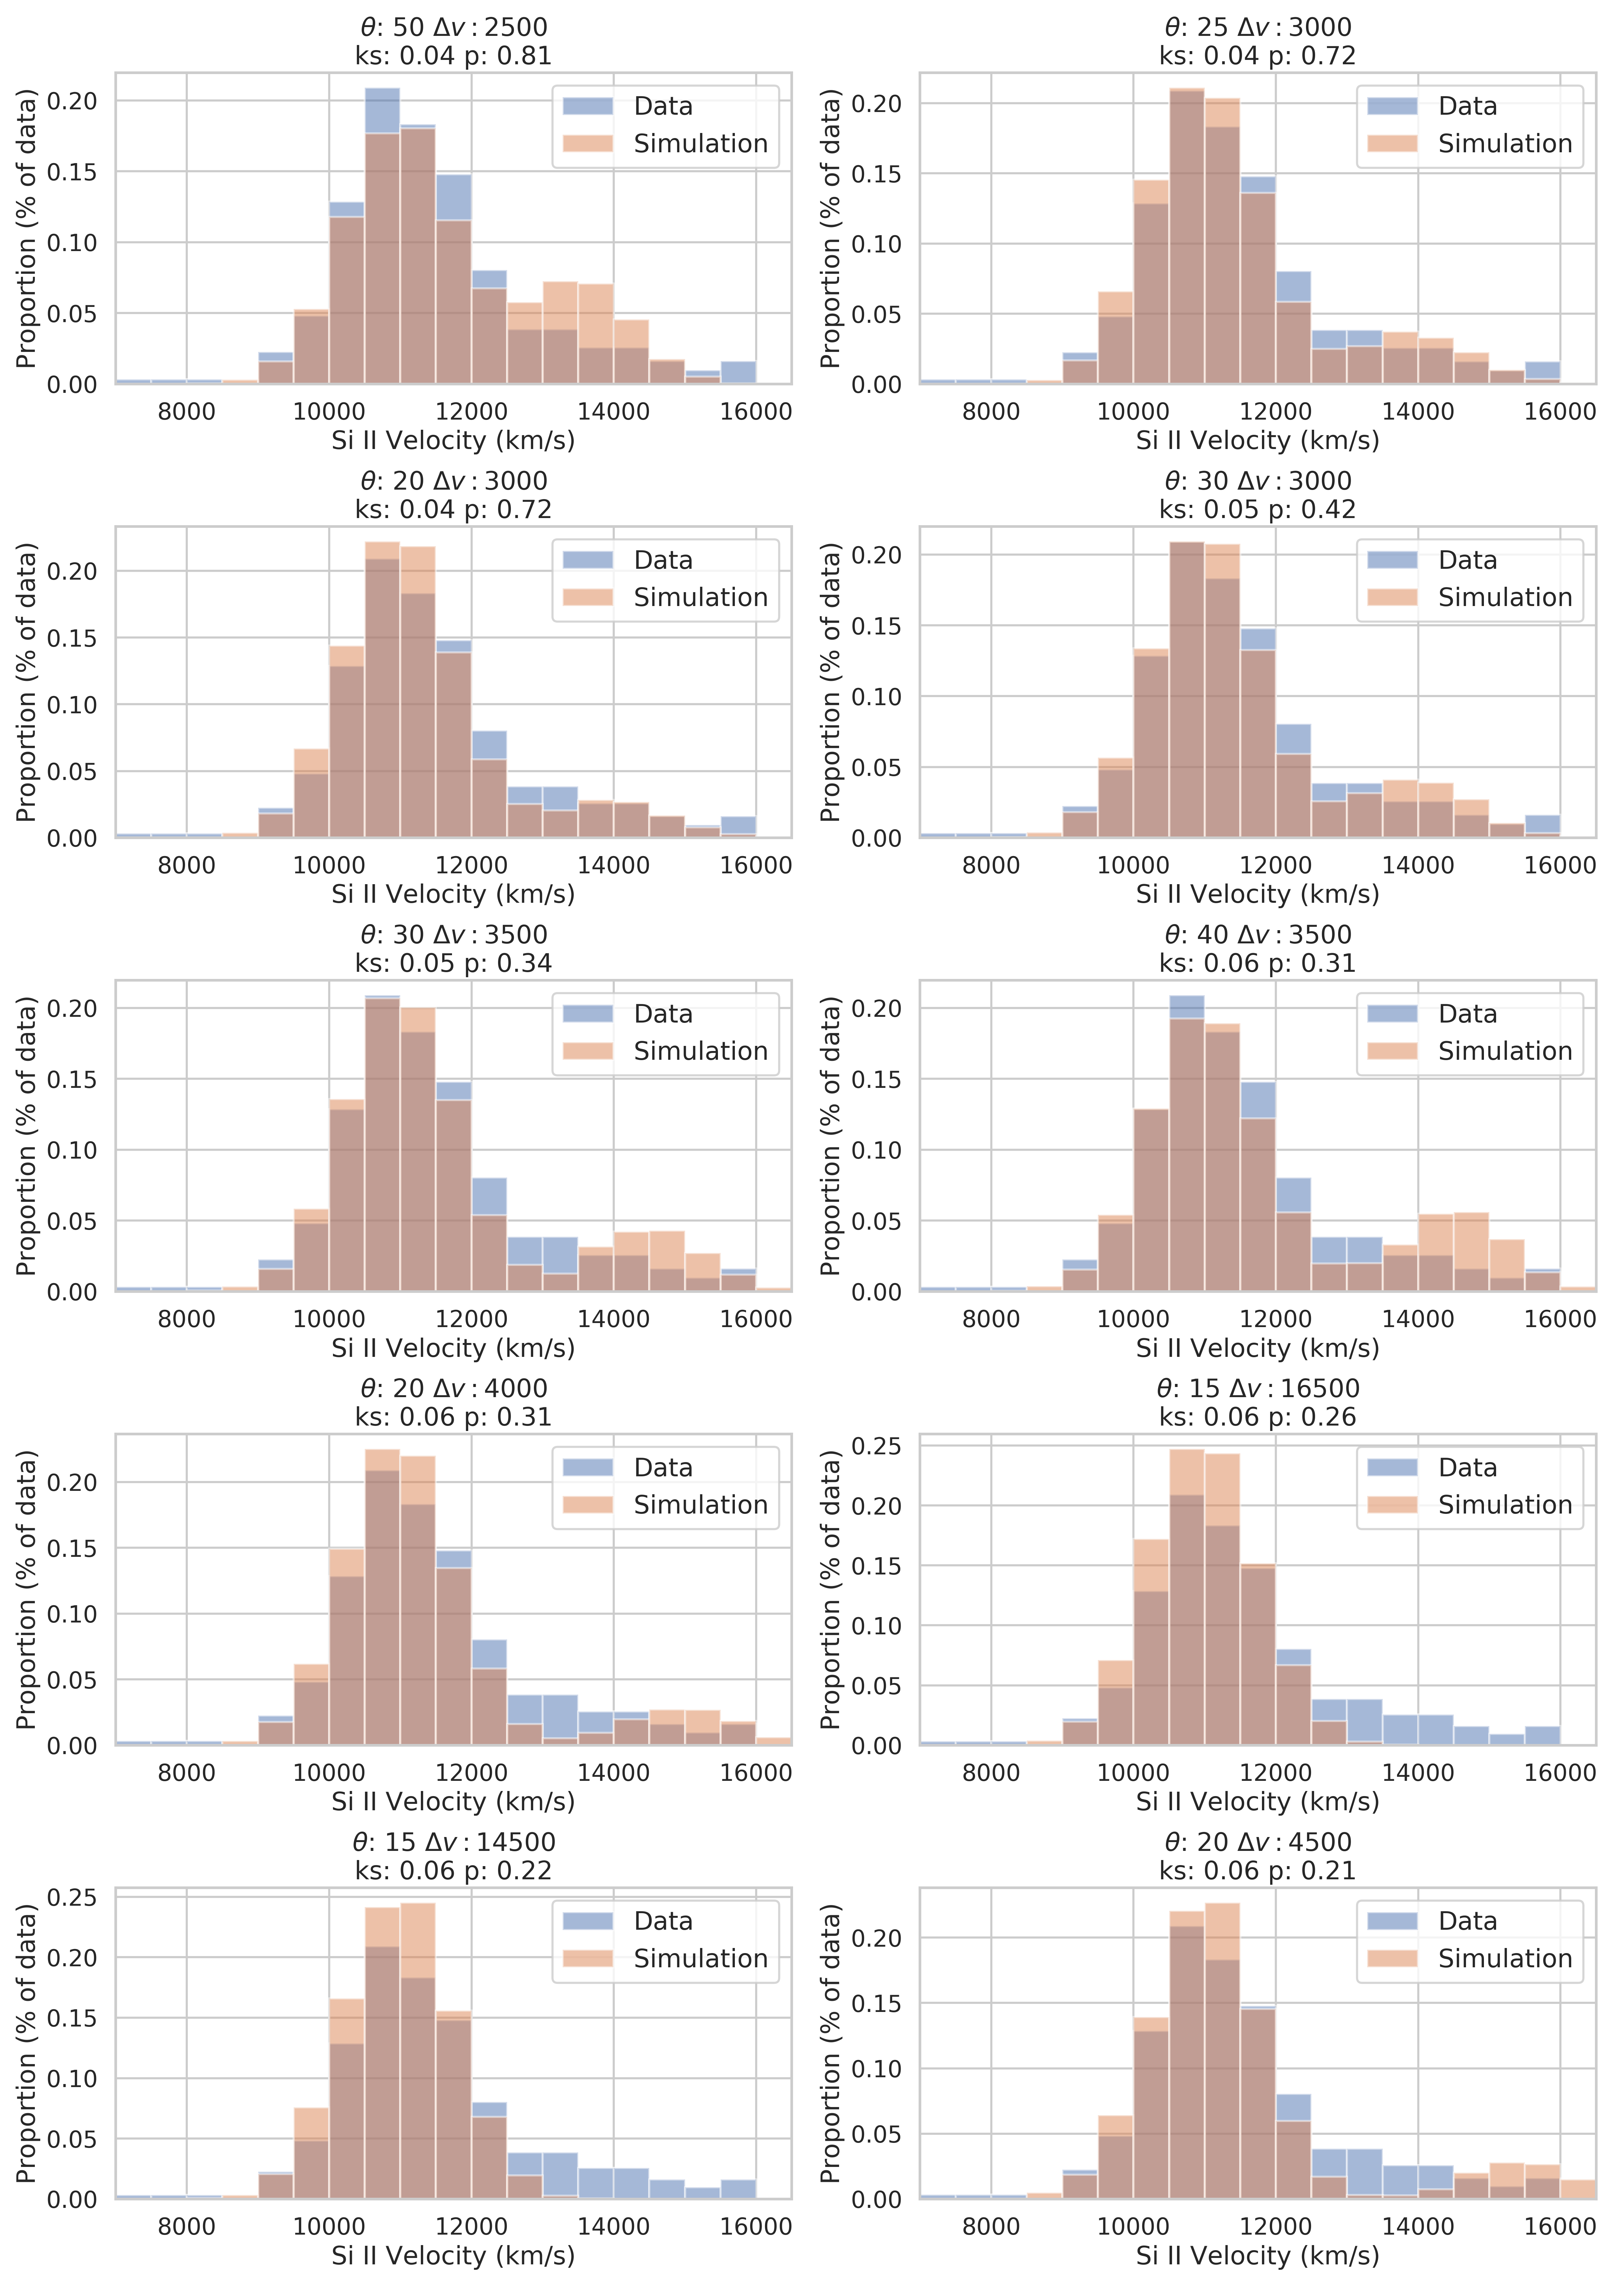 θ: 50 Δv : 2500
ks: 0.04 p: 0.81
Proportion (% of data)
0.20
0.15
0.10
0.05
0.00
Data
Simulation
8000 10000 12000 14000 16000
Si II Velocity (km/s)
θ: 25 Δv : 3000
ks: 0.04 p: 0.72
Proportion (% of data)
0.20
0.15
0.10
0.05
0.00
Data
Simulation
8000 10000 12000 14000 16000
Si II Velocity (km/s)
θ: 20 Δv : 3000
ks: 0.04 p: 0.72
Proportion (% of data)
0.20
0.15
0.10
0.05
0.00
Data
Simulation
8000 10000 12000 14000 16000
Si II Velocity (km/s)
θ: 30 Δv : 3000
ks: 0.05 p: 0.42
Proportion (% of data)
0.20
0.15
0.10
0.05
0.00
Data
Simulation
8000 10000 12000 14000 16000
Si II Velocity (km/s)
θ: 30 Δv : 3500
ks: 0.05 p: 0.34
Proportion (% of data)
0.20
0.15
0.10
0.05
0.00
Data
Simulation
8000 10000 12000 14000 16000
Si II Velocity (km/s)
θ: 40 Δv : 3500
ks: 0.06 p: 0.31
Proportion (% of data)
0.20
0.15
0.10
0.05
0.00
Data
Simulation
8000 10000 12000 14000 16000
Si II Velocity (km/s)
θ: 20 Δv : 4000
ks: 0.06 p: 0.31
Proportion (% of data)
0.20
0.15
0.10
0.05
0.00
Data
Simulation
8000 10000 12000 14000 16000
Si II Velocity (km/s)
θ: 15 Δv : 16500
ks: 0.06 p: 0.26
Proportion (% of data)
0.25
0.20
0.15
0.10
0.05
0.00
Data
Simulation
8000 10000 12000 14000 16000
Si II Velocity (km/s)
θ: 15 Δv : 14500
ks: 0.06 p: 0.22
Proportion (% of data)
0.25
0.20
0.15
0.10
0.05
0.00
Data
Simulation
8000 10000 12000 14000 16000
Si II Velocity (km/s)
θ: 20 Δv : 4500
ks: 0.06 p: 0.21
Proportion (% of data)
0.20
0.15
0.10
0.05
0.00
Data
Simulation
8000 10000 12000 14000 16000
Si II Velocity (km/s)